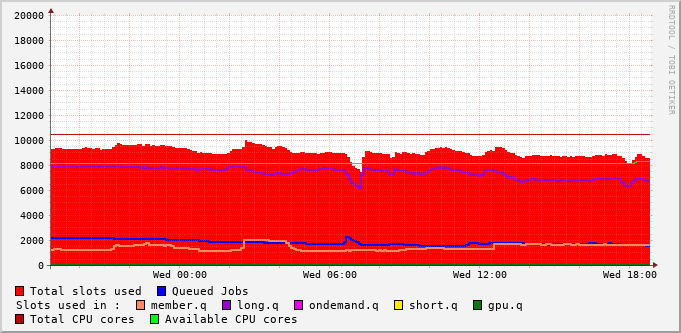 RRDTOOL / TOBI OETIKER
20000
18000
16000
14000
12000
10000
8000
6000
4000
2000
0
Wed 00:00 Wed 06:00 Wed 12:00 Wed 18:00
Total slots used Queued Jobs
Slots used in : member.q long.q ondemand.q short.q gpu.q
Total CPU cores Available CPU cores